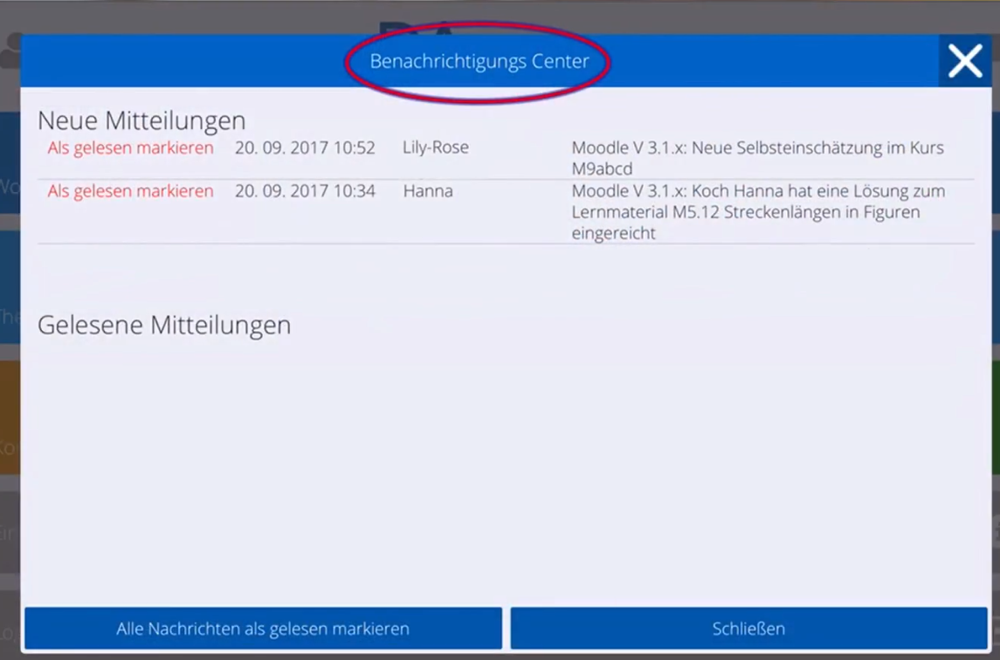 Benachrichtigungs Center
Neue Mitteilungen
Als gelesen markieren 20. 09. 2017 10:52 Lily-Rose Moodle V 3.1.x: Neue Selbsteinschätzung im Kurs
M9abcd
Als gelesen markieren 20. 09. 2017 10:34 Hanna Moodle V 3.1.x: Koch Hanna hat eine Lösung zum
Lernmaterial M5.12 Streckenlängen in Figuren
eingereicht
Gelesene Mitteilungen
Alle Nachrichten als gelesen markieren Schließen